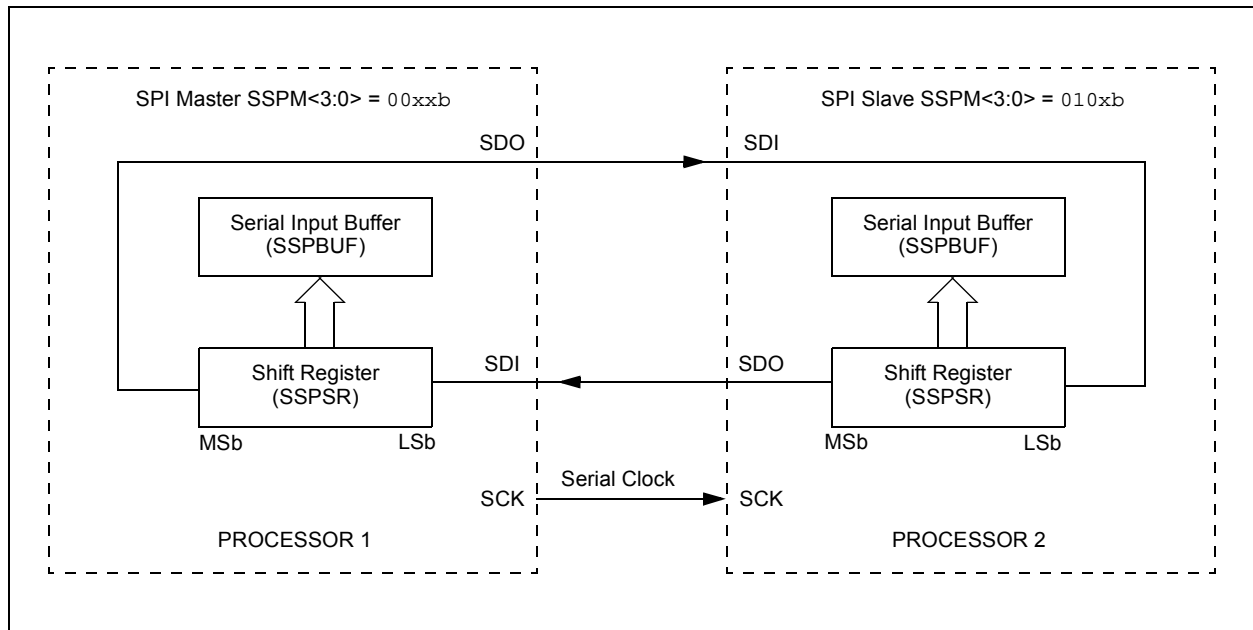 SPI Master SSPM<3:0> = 00xxb
SPI Slave SSPM<3:0> = 010xb
SDO
SDI
Serial Input Buffer
(SSPBUF)
Serial Input Buffer
(SSPBUF)
Shift Register
(SSPSR)
SDI
SDO
Shift Register
(SSPSR)
MSb
LSb
MSb
LSb
SCK
Serial Clock
SCK
PROCESSOR 1
PROCESSOR 2